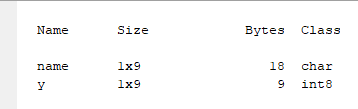 Name Size Bytes Class
name 1x9 18 char
y 1x9 9 int8